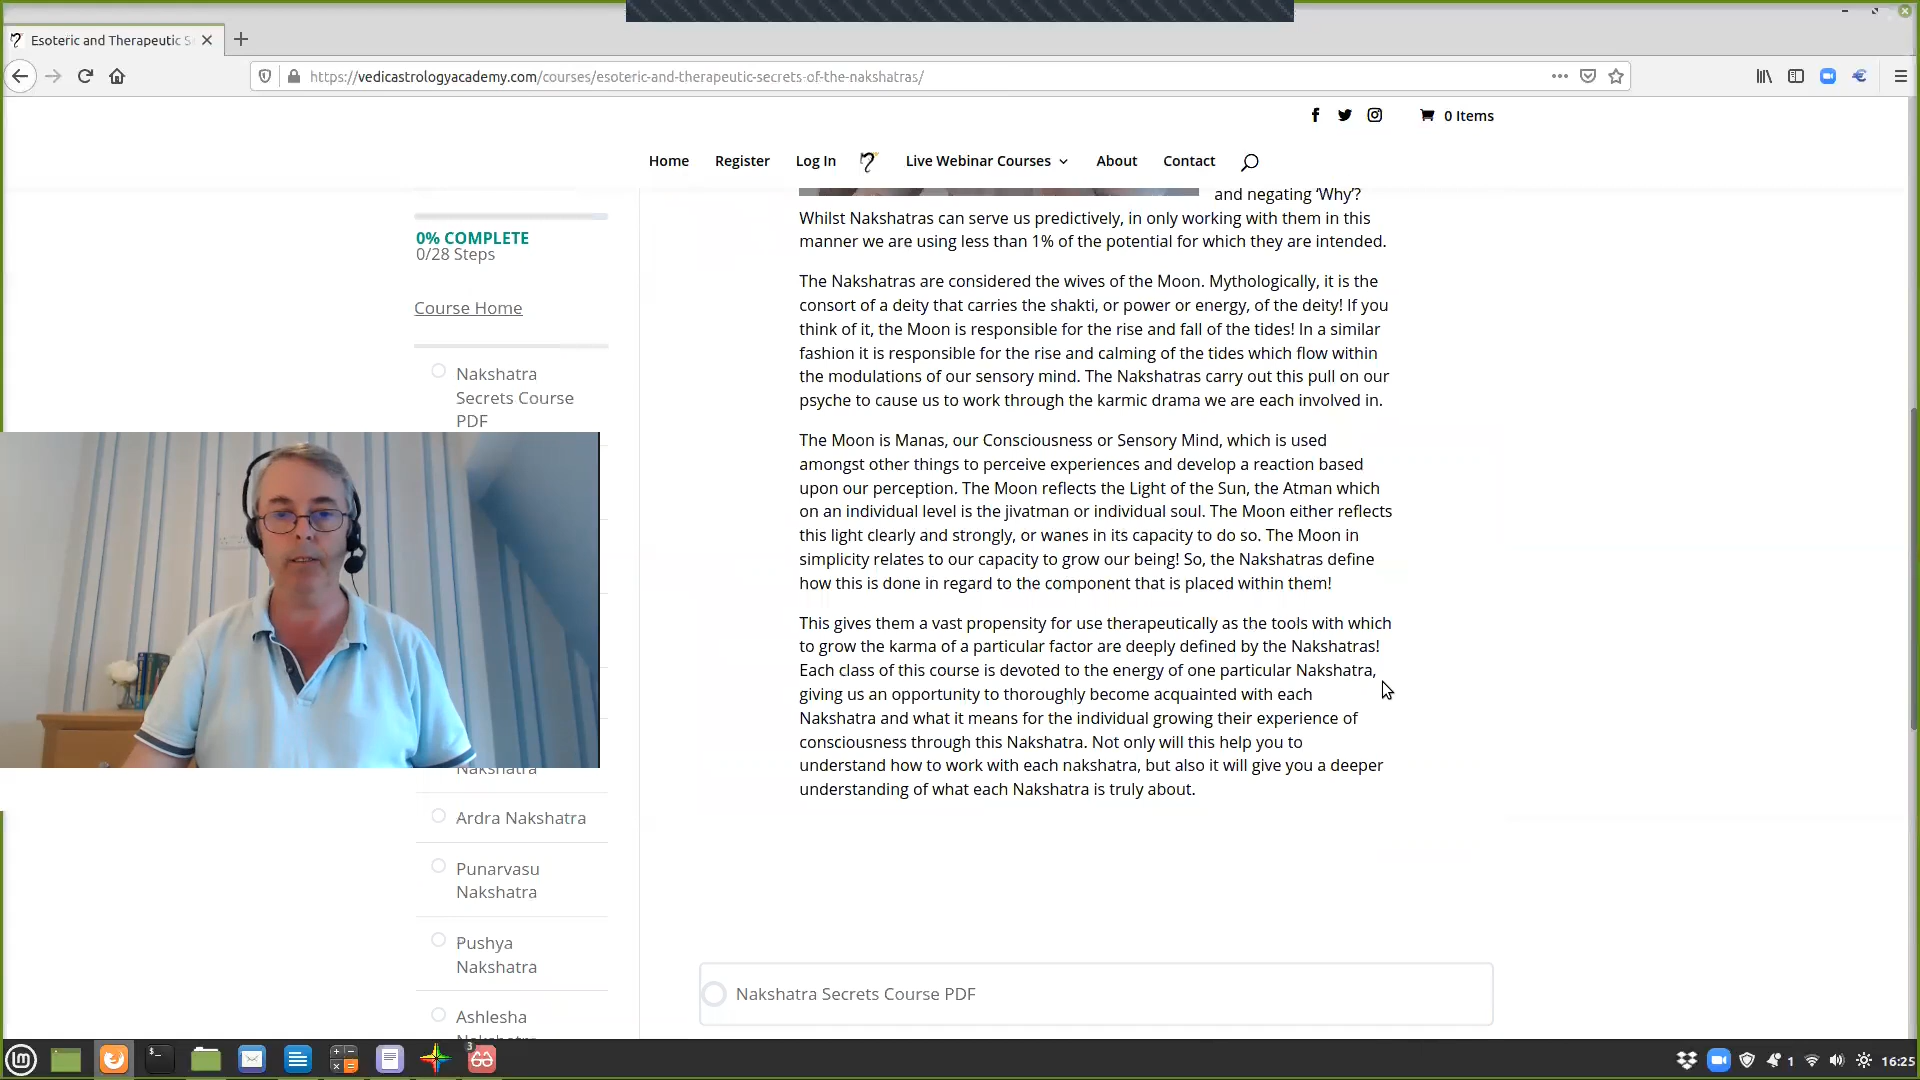 Esoteric and Therapeutic S
https://vedicastrologyacademy.com/courses/esoteric-and-therapeutic-secrets-of-the-nakshatras/
0 Items
Home Register Log In Live Webinar Courses About Contact
0% COMPLETE
0/28 Steps
Course Home
Nakshatra
Secrets Course
PDF
Nakshatra
Ardra Nakshatra
Punarvasu
Nakshatra
Pushya
Nakshatra
Ashlesha
Nakshatra
and negating ‘Why’?
Whilst Nakshatras can serve us predictively, in only working with them in this
manner we are using less than 1% of the potential for which they are intended.
The Nakshatras are considered the wives of the Moon. Mythologically, it is the
consort of a deity that carries the shakti, or power or energy, of the deity! If you
think of it, the Moon is responsible for the rise and fall of the tides! In a similar
fashion it is responsible for the rise and calming of the tides which flow within
the modulations of our sensory mind. The Nakshatras carry out this pull on our
psyche to cause us to work through the karmic drama we are each involved in.
The Moon is Manas, our Consciousness or Sensory Mind, which is used
amongst other things to perceive experiences and develop a reaction based
upon our perception. The Moon reflects the Light of the Sun, the Atman which
on an individual level is the jivatman or individual soul. The Moon either reflects
this light clearly and strongly, or wanes in its capacity to do so. The Moon in
simplicity relates to our capacity to grow our being! So, the Nakshatras define
how this is done in regard to the component that is placed within them!
This gives them a vast propensity for use therapeutically as the tools with which
to grow the karma of a particular factor are deeply defined by the Nakshatras!
Each class of this course is devoted to the energy of one particular Nakshatra,
giving us an opportunity to thoroughly become acquainted with each
Nakshatra and what it means for the individual growing their experience of
consciousness through this Nakshatra. Not only will this help you to
understand how to work with each nakshatra, but also it will give you a deeper
understanding of what each Nakshatra is truly about.
Nakshatra Secrets Course PDF
3
1 16:25